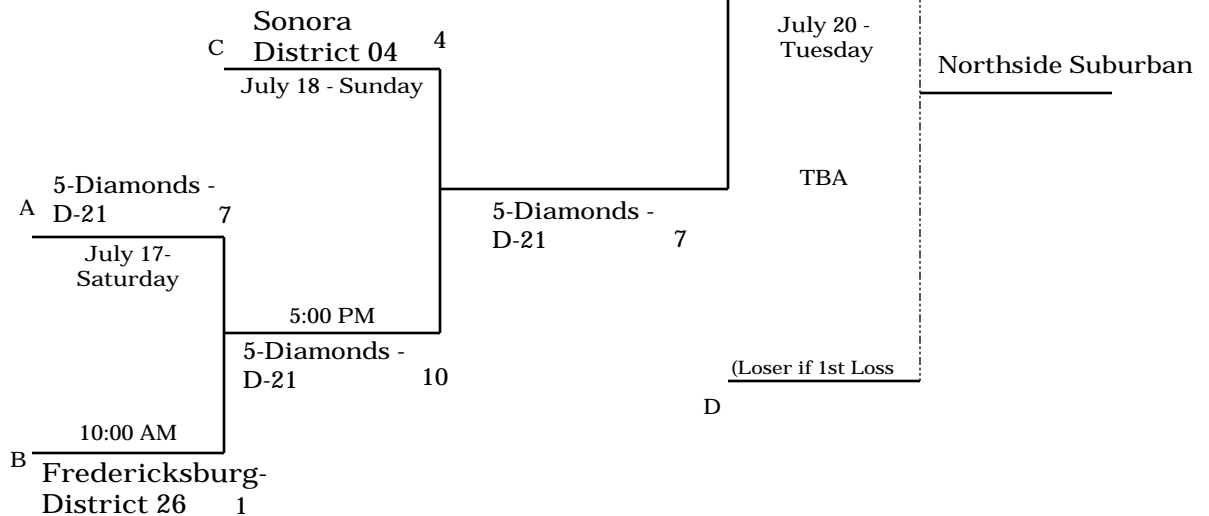 Sonora
District 04 4
C
July 18 - Sunday
July 20 -
Tuesday
Northside Suburban
TBA
5-Diamonds -
D-21 7
A
July 17-
Saturday
5-Diamonds -
D-21 7
5:00 PM
5-Diamonds -
D-21 10
(Loser if 1st Loss
D
10:00 AM
B
Fredericksburg-
District 26 1